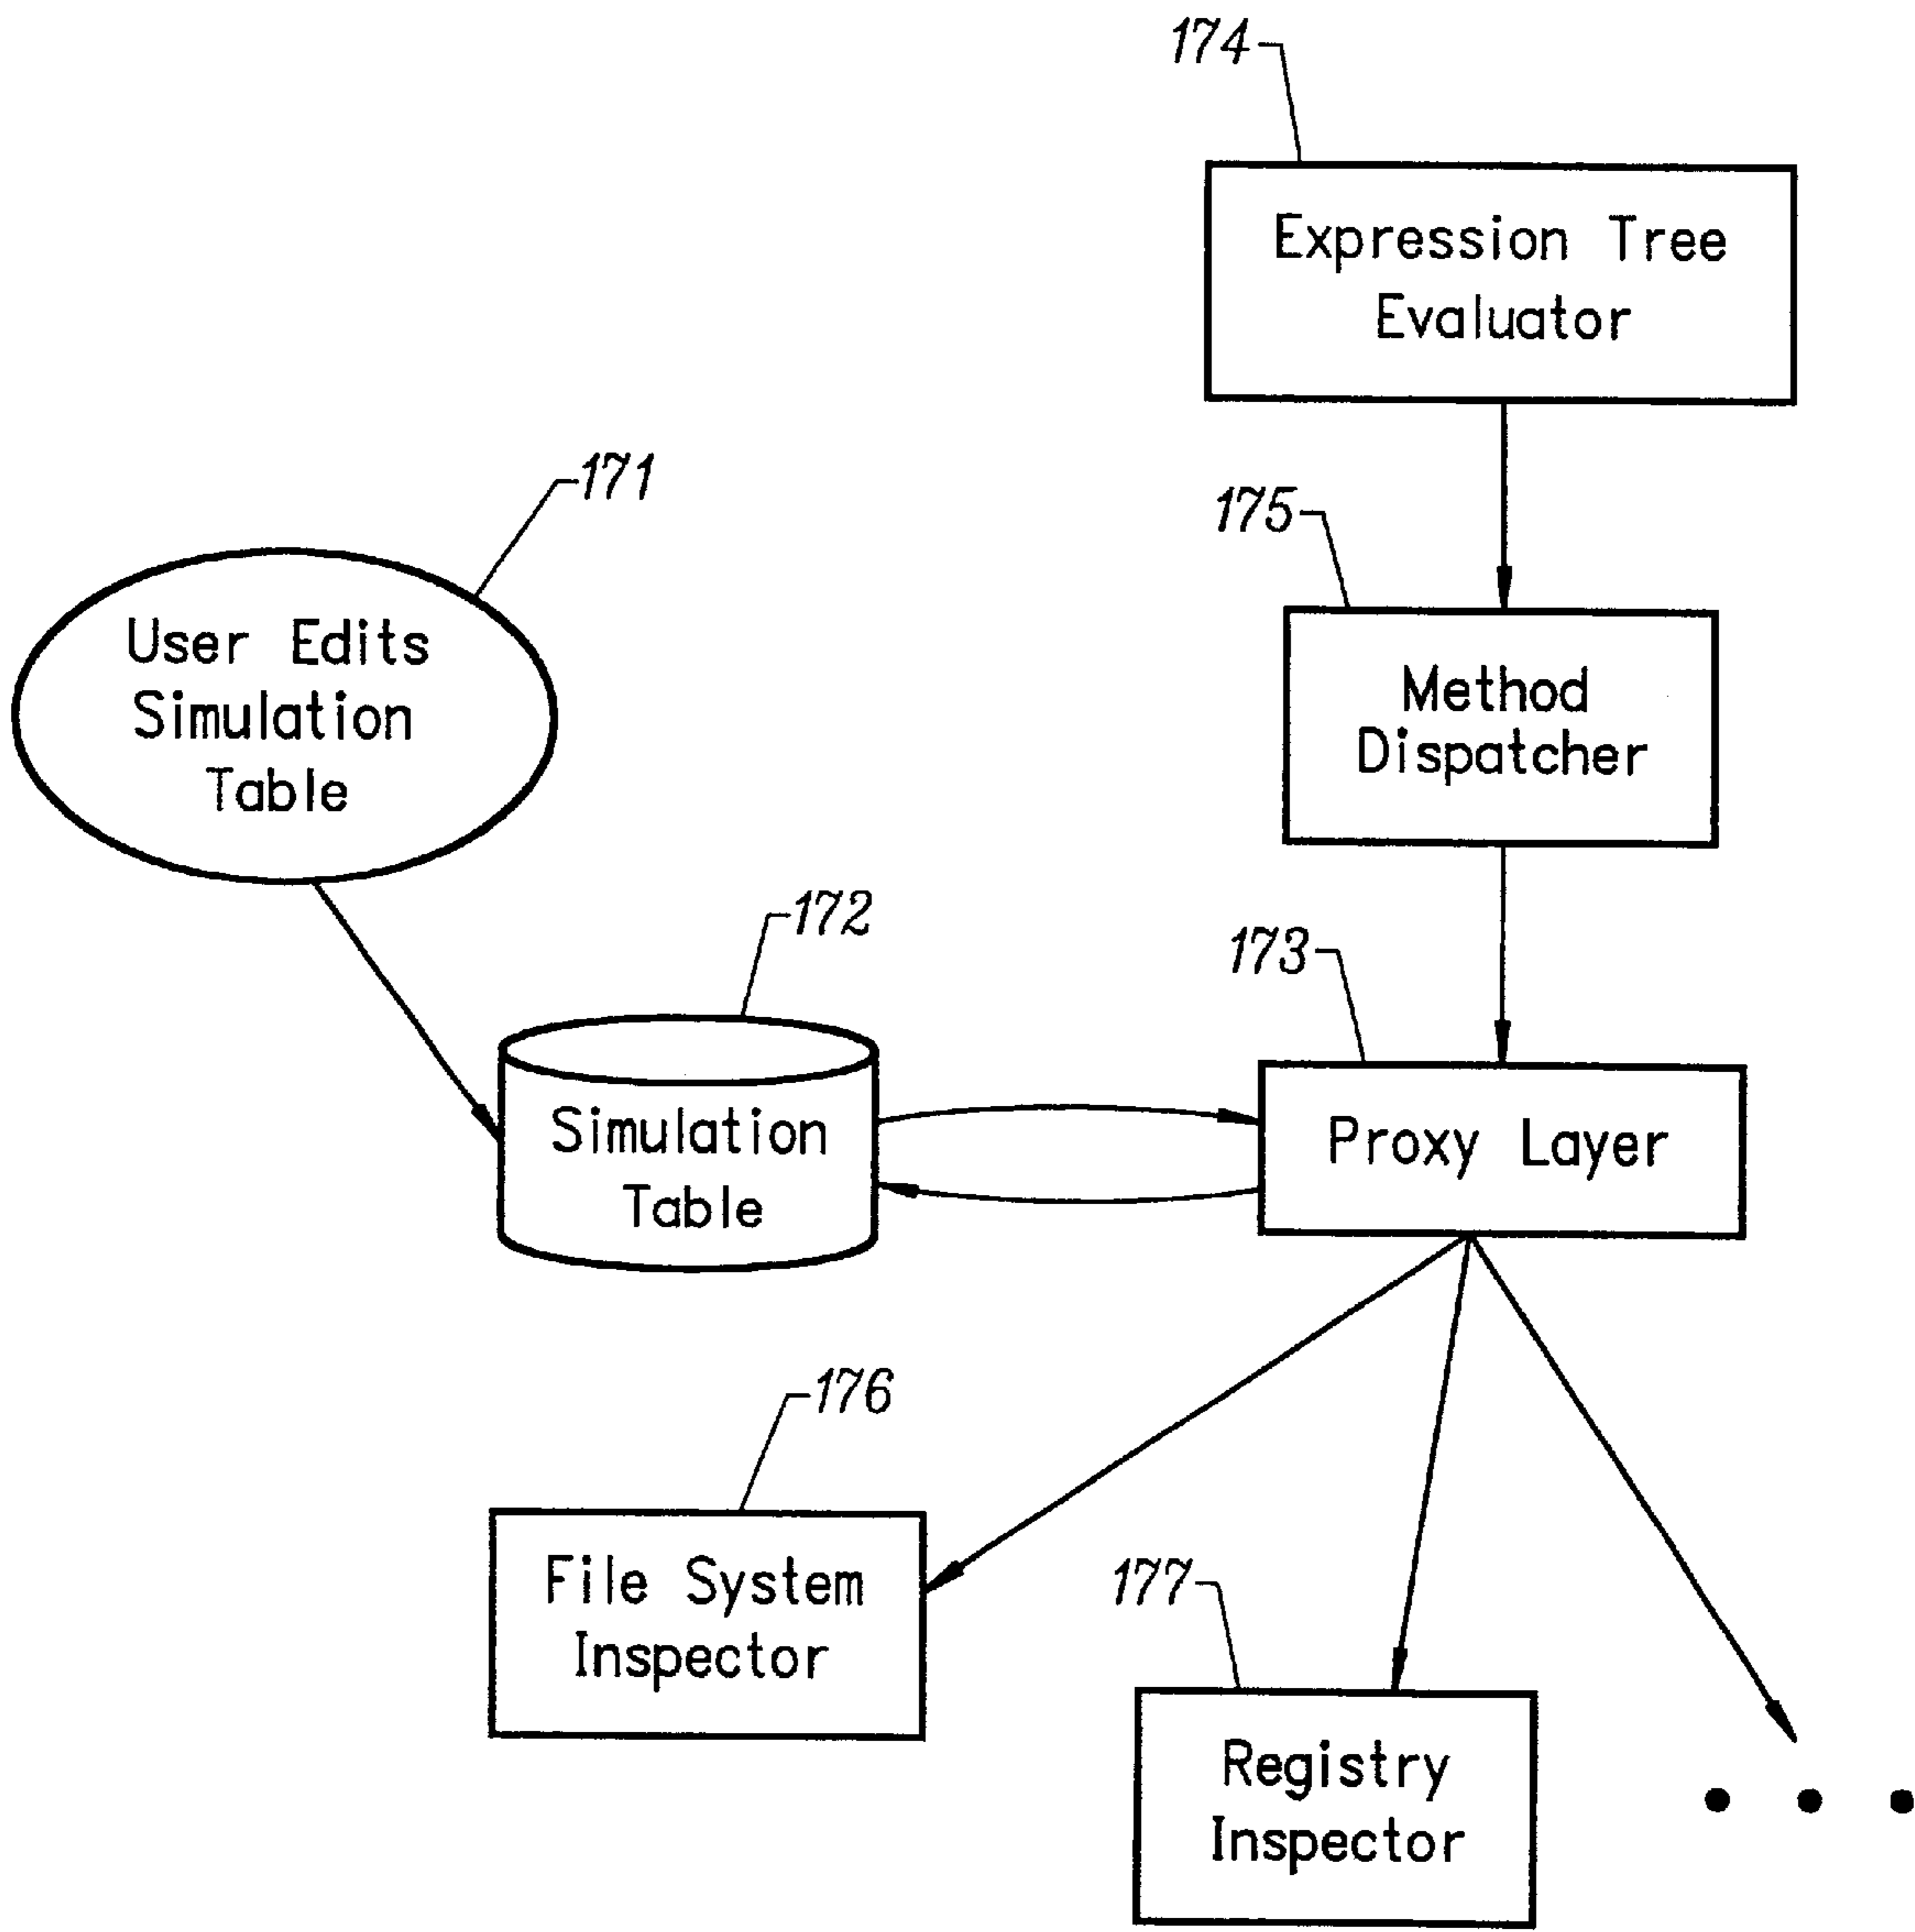 174
Expression Tree
Evaluator
171
175
User Edits
Simulation
Table
Method
Dispatcher
172
173
Simulation
Table
Proxy Layer
176
File System
Inspector
177
Registry
Inspector